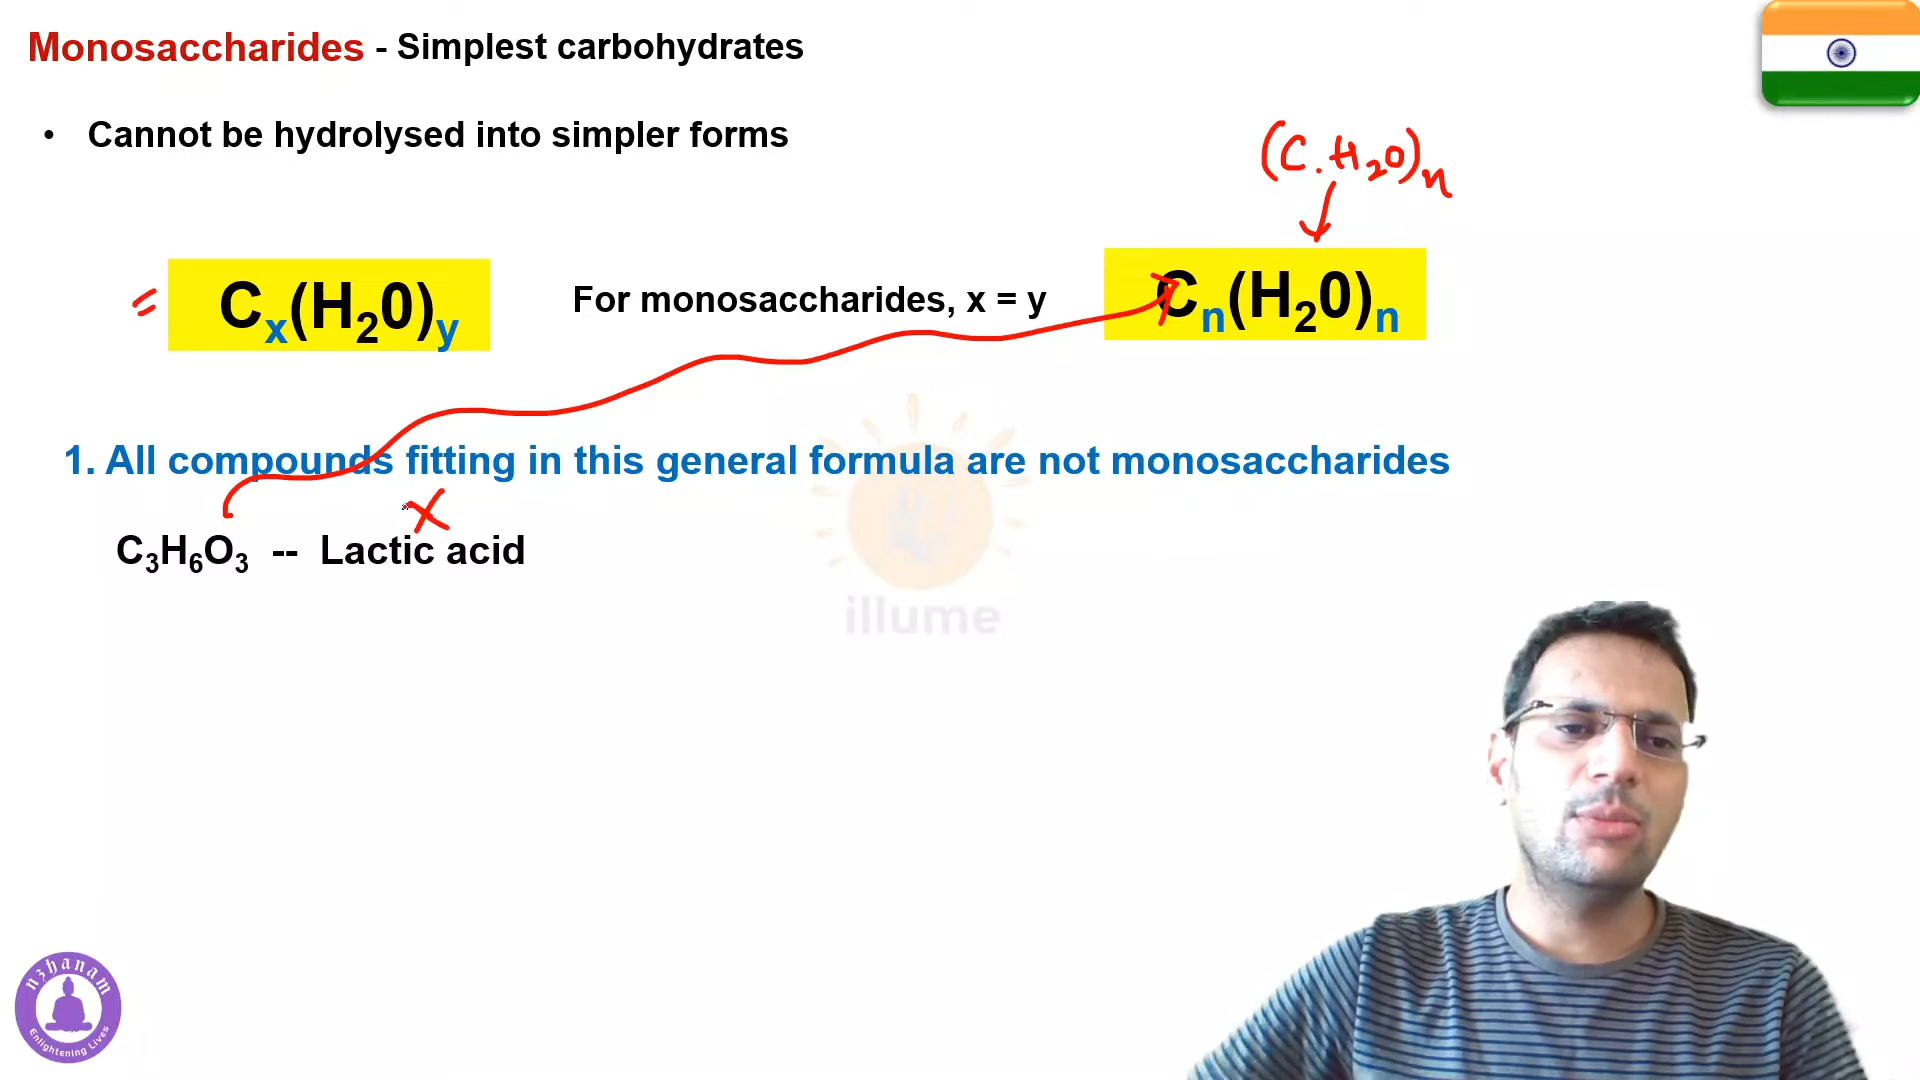 Monosaccharides - Simplest carbohydrates
• Cannot be hydrolysed into simpler forms
(C.H₂O)n
= Cx(H₂0)y For monosaccharides, x = y Cn(H₂0)n
1. All compounds fitting in this general formula are not monosaccharides
X
C₃H₆O₃ -- Lactic acid
illume
nzhanam
Enlightening Lives